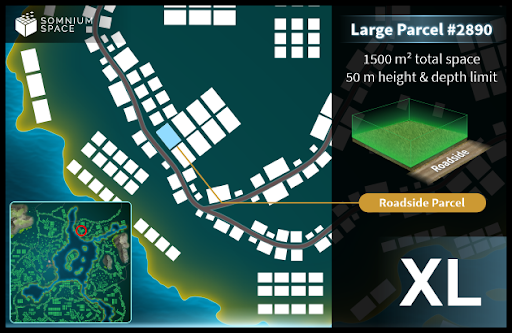 SOMNIUM
SPACE
Large Parcel #2890
1500 m² total space
50 m height & depth limit
Roadside
Roadside Parcel
XL